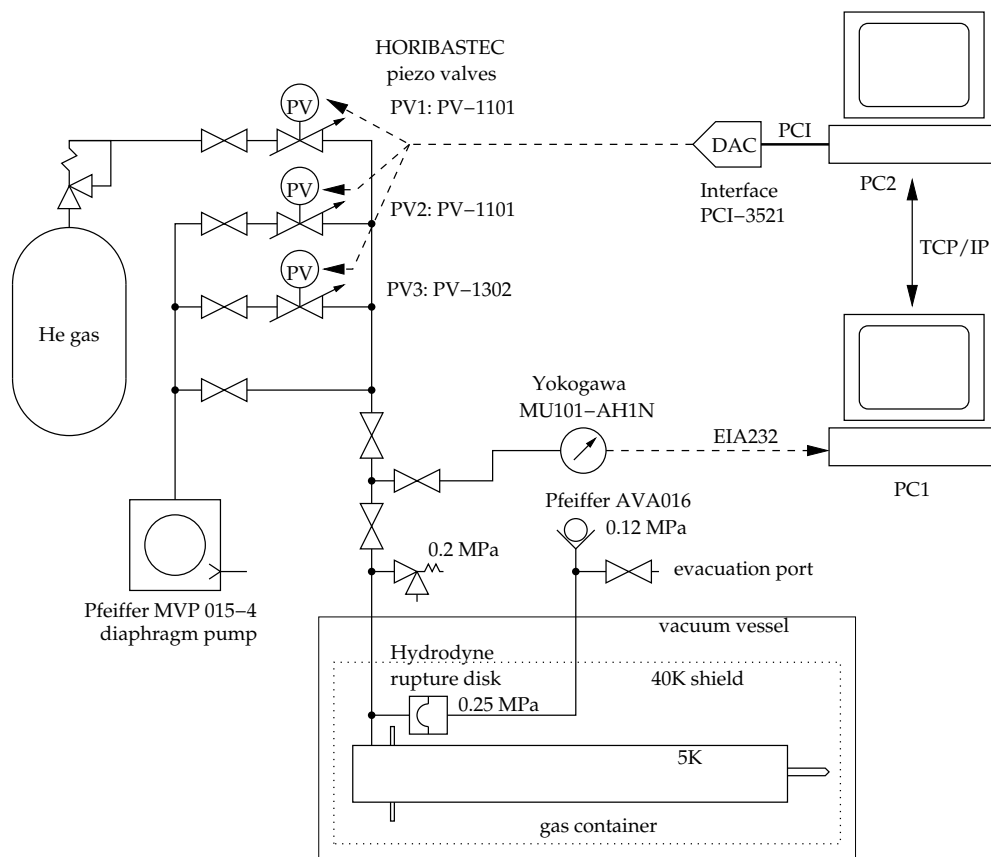 HORIBASTEC
piezo valves
PV
PV1: PV−1101
DAC
PCI
Interface
PCI−3521
PC2
PV
PV2: PV−1101
TCP/IP
PV
PV3: PV−1302
He gas
Yokogawa
MU101−AH1N
EIA232
PC1
Pfeiffer AVA016
0.12 MPa
0.2 MPa
evacuation port
Pfeiffer MVP 015−4
diaphragm pump
vacuum vessel
Hydrodyne
rupture disk
40K shield
0.25 MPa
5K
gas container